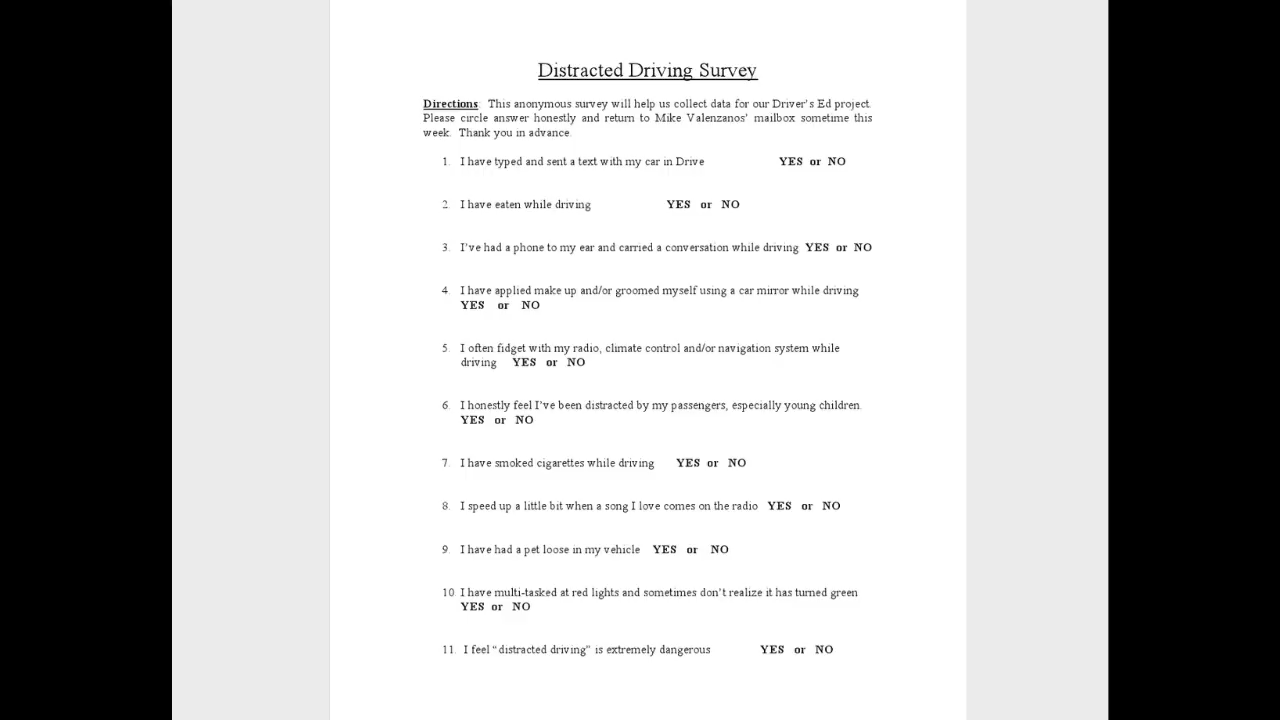 Distracted Driving Survey
Directions: This anonymous survey will help us collect data for our Driver's Ed project.
Please circle answer honestly and return to Mike Valenzanos' mailbox sometime this
week. Thank you in advance.
1. I have typed and sent a text with my car in Drive YES or NO
2. I have eaten while driving YES or NO
3. I've had a phone to my ear and carried a conversation while driving YES or NO
4. I have applied make up and/or groomed myself using a car mirror while driving
YES or NO
5. I often fidget with my radio, climate control and/or navigation system while
driving YES or NO
6. I honestly feel I've been distracted by my passengers, especially young children.
YES or NO
7. I have smoked cigarettes while driving YES or NO
8. I speed up a little bit when a song I love comes on the radio YES or NO
9. I have had a pet loose in my vehicle YES or NO
10. I have multi-tasked at red lights and sometimes don't realize it has turned green
YES or NO
11. I feel “distracted driving” is extremely dangerous YES or NO